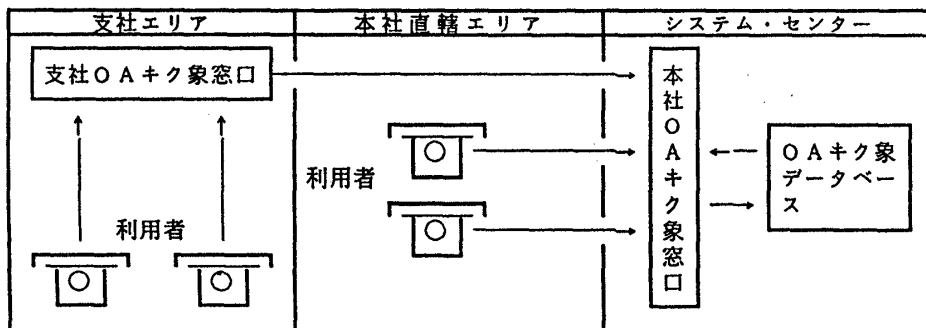 支社エリア
本社直轄エリア
システム・センター
支社OAキク象窓口
利用者
利用者
本社OAキク象窓口
OAキク象
データベー
ス